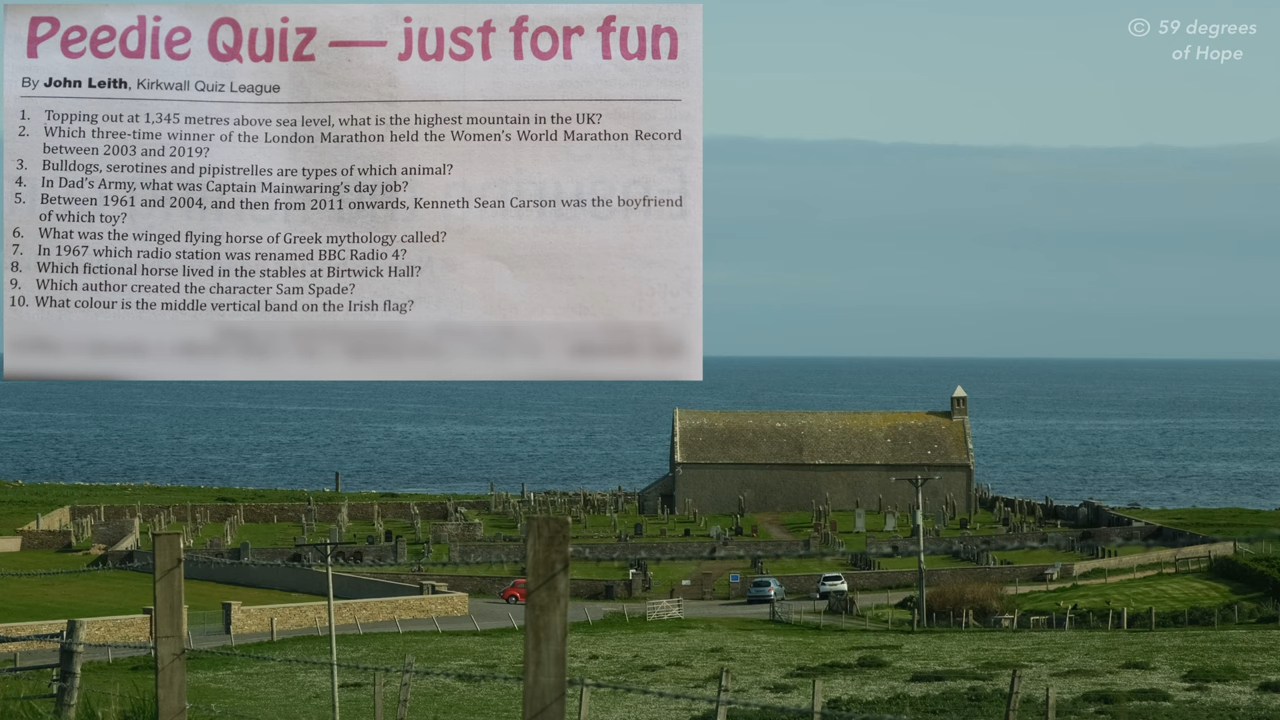 Peedie Quiz — just for fun
By John Leith, Kirkwall Quiz League
1. Topping out at 1,345 metres above sea level, what is the highest mountain in the UK?
2. Which three-time winner of the London Marathon held the Women's World Marathon Record
between 2003 and 2019?
3. Bulldogs, serotines and pipistrelles are types of which animal?
4. In Dad's Army, what was Captain Mainwaring's day job?
5. Between 1961 and 2004, and then from 2011 onwards, Kenneth Sean Carson was the boyfriend
of which toy?
6. What was the winged flying horse of Greek mythology called?
7. In 1967 which radio station was renamed BBC Radio 4?
8. Which fictional horse lived in the stables at Birtwick Hall?
9. Which author created the character Sam Spade?
10. What colour is the middle vertical band on the Irish flag?
© 59 degrees
of Hope